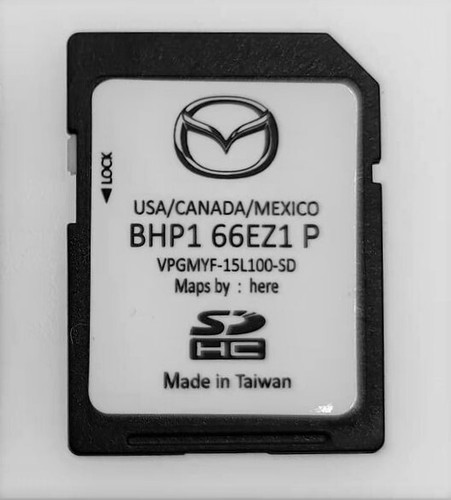 LOCK
USA/CANADA/MEXICO
BHP1 66EZ1 P
VPGMYF-15L100-SD
Maps by : here
SD
HC
Made in Taiwan